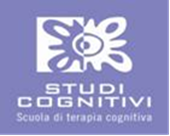 STUDI
COGNITIVI
Scuola di terapia cognitiva